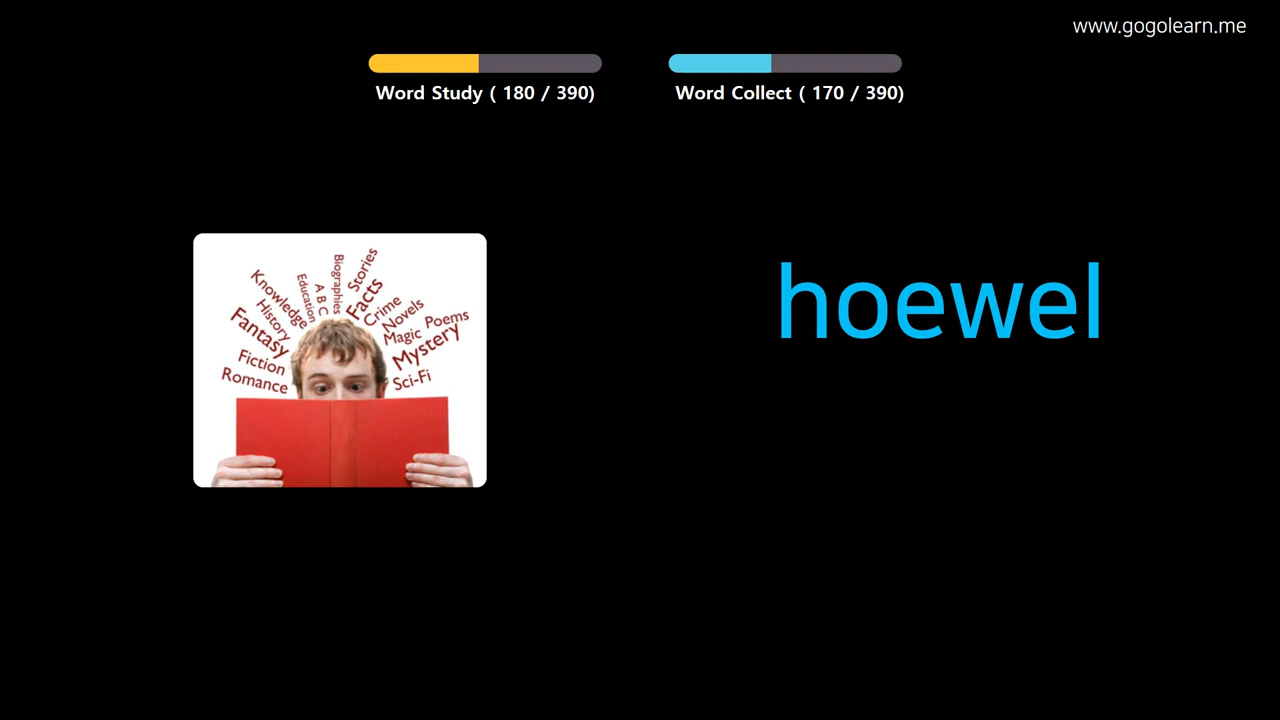 www.gogolearn.me
Word Study ( 180 / 390)
Word Collect ( 170 / 390)
hoewel
Knowledge
History
Fantasy
Fiction
Romance
Education
A B C
Biographies
Stories
Facts
Crime
Novels
Magic
Poems
Mystery
Sci-Fi